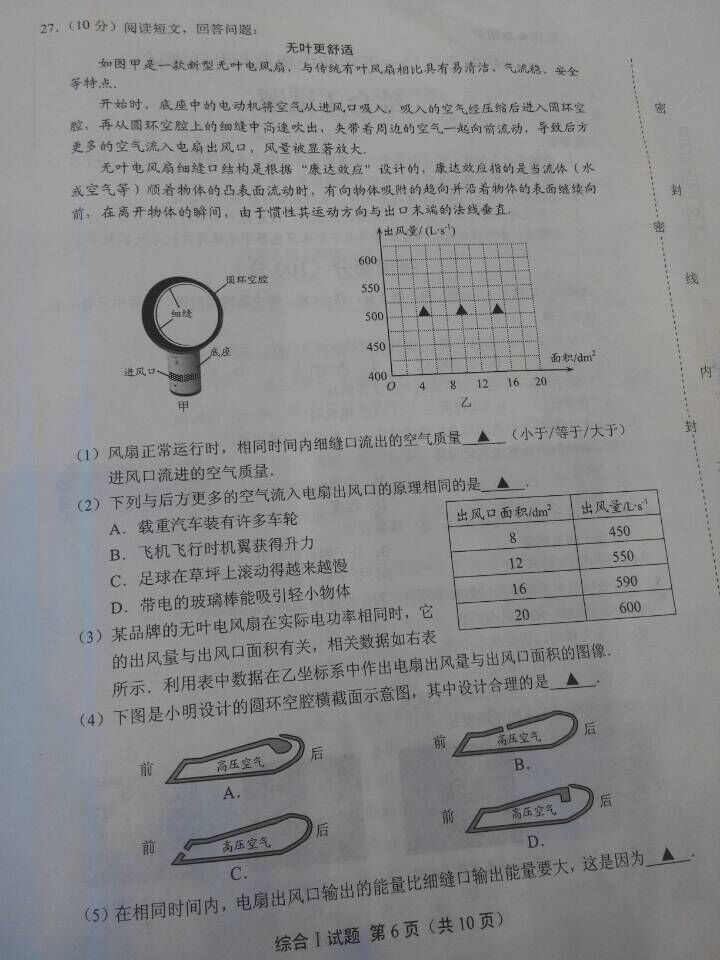 27.（10分）阅读短文，回答问题：
无叶更舒适
如图甲是一款新型无叶电风扇，与传统有叶风扇相比具有易清洁、气流稳、安全
等特点.
开始时，底座中的电动机将空气从进风口吸入，吸入的空气经压缩后进入圆环空
腔，再从圆环空腔上的细缝中高速吹出，夹带着周边的空气一起向前流动，导致后方
更多的空气流入电扇出风口，风量被显著放大.
无叶电风扇细缝口结构是根据“康达效应”设计的，康达效应指的是当流体（水
或空气等）顺着物体的凸表面流动时，有向物体吸附的趋向并沿着物体的表面继续向
前，在离开物体的瞬间，由于惯性其运动方向与出口末端的法线垂直.
圆环空腔
细缝
底座
进风口
甲
出风量/(L·s⁻¹)
600
550
500
450
400
O 4 8 12 16 20
面积/dm²
▲ ▲ ▲
乙
（1）风扇正常运行时，相同时间内细缝口流出的空气质量 ▲ （小于/等于/大于）
进风口流进的空气质量.
（2）下列与后方更多的空气流入电扇出风口的原理相同的是 ▲ .
A．载重汽车装有许多车轮
B．飞机飞行时机翼获得升力
C．足球在草坪上滚动得越来越慢
D．带电的玻璃棒能吸引轻小物体
出风口面积/dm² 出风量/L·s⁻¹
8 450
12 550
16 590
20 600
（3）某品牌的无叶电风扇在实际电功率相同时，它
的出风量与出风口面积有关，相关数据如右表
所示．利用表中数据在乙坐标系中作出电扇出风量与出风口面积的图像.
（4）下图是小明设计的圆环空腔横截面示意图，其中设计合理的是 ▲ .
前 高压空气 后
A.
前 高压空气 后
B.
前 高压空气 后
C.
前 高压空气 后
D.
（5）在相同时间内，电扇出风口输出的能量比细缝口输出能量要大，这是因为 ▲ .
综合Ⅰ试题 第6页（共10页）
密
封
密
线
内
封